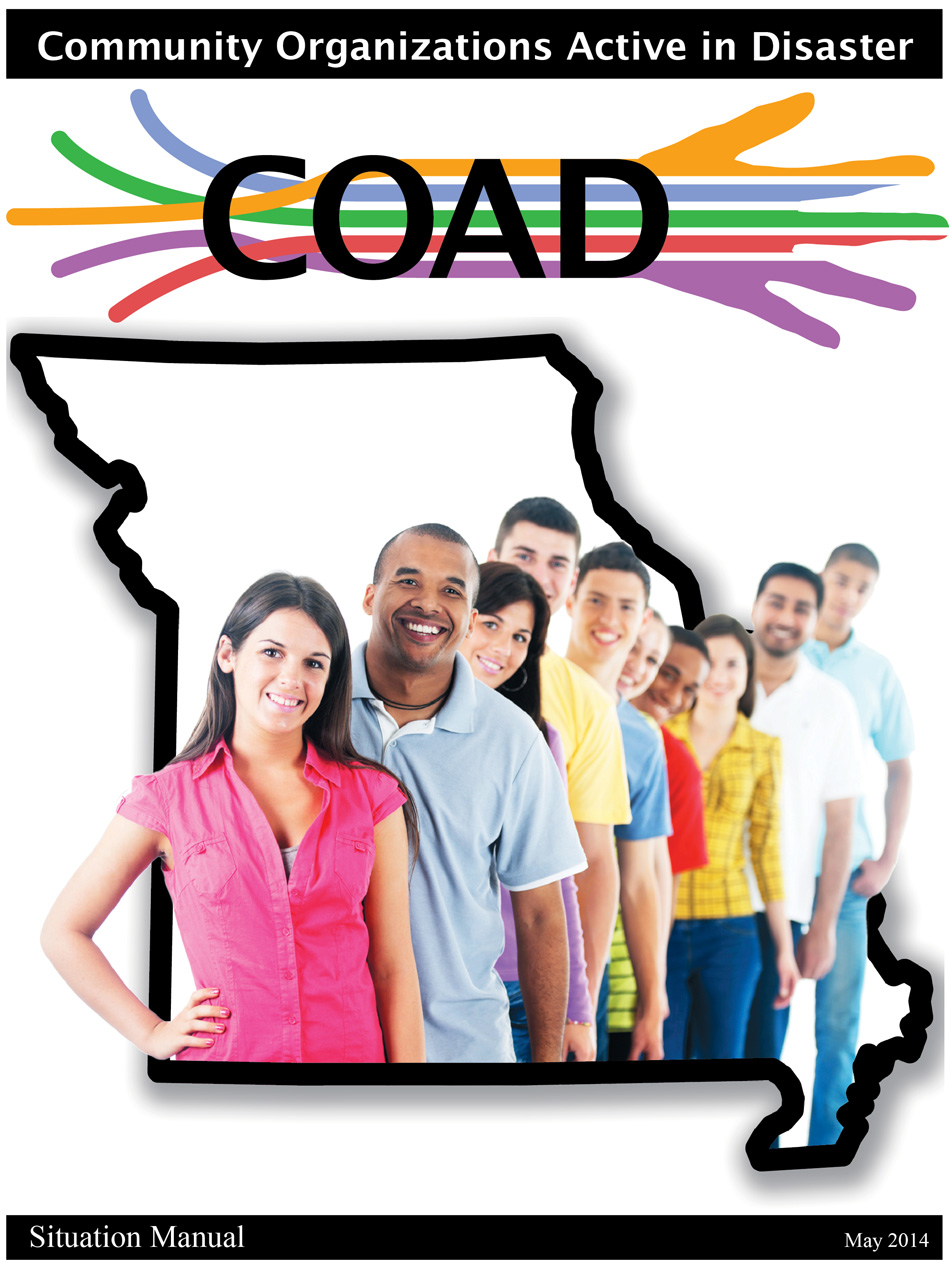 Community Organizations Active in Disaster
COAD
Situation Manual
May 2014